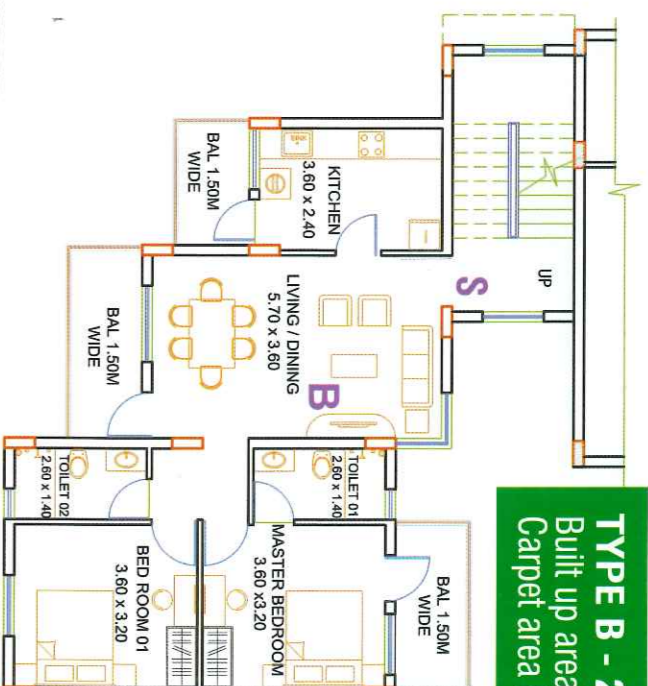 TYPE B - 2
Built up area
Carpet area
UP
S
KITCHEN
3.60 x 2.40
BAL 1.50M
WIDE
LIVING / DINING
5.70 x 3.60
B
BAL 1.50M
WIDE
TOILET 01
2.60 x 1.40
TOILET 02
2.60 x 1.40
BAL 1.50M
WIDE
MASTER BEDROOM
3.60 x3.20
BED ROOM 01
3.60 x 3.20